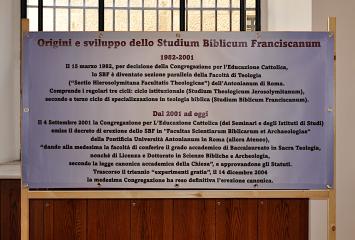 Origini e sviluppo dello Studium Biblicum Franciscanum
1982-2001
Il 15 marzo 1982, per decisione della Congregazione per l'Educazione Cattolica,
lo SBF è diventato sezione parallela della Facoltà di Teologia
("Sectio Hierosolymitana Facultatis Theologicae") dell'Antonianum di Roma.
Comprende i regolari tre cicli: ciclo istituzionale (Studium Theologicum Jerosolymitanum),
secondo e terzo ciclo di specializzazione in teologia biblica (Studium Biblicum Franciscanum).
Dal 2001 ad oggi
Il 4 Settembre 2001 la Congregazione per l'Educazione Cattolica (dei Seminari e degli Istituti di Studi)
emise il decreto di erezione dello SBF in "Facultas Scientiarum Biblicarum et Archaeologiae"
della Pontificia Università Antonianum in Roma (allora Ateneo),
"dando alla medesima la facoltà di conferire il grado accademico di Baccalaureato in Sacra Teologia,
nonché di Licenza e Dottorato in Scienze Bibliche e Archeologia,
secondo la legge canonica accademica della Chiesa", e approvandone gli Statuti.
Trascorso il triennio "experimenti gratia", il 14 dicembre 2004
la medesima Congregazione ha reso definitiva l'erezione canonica.